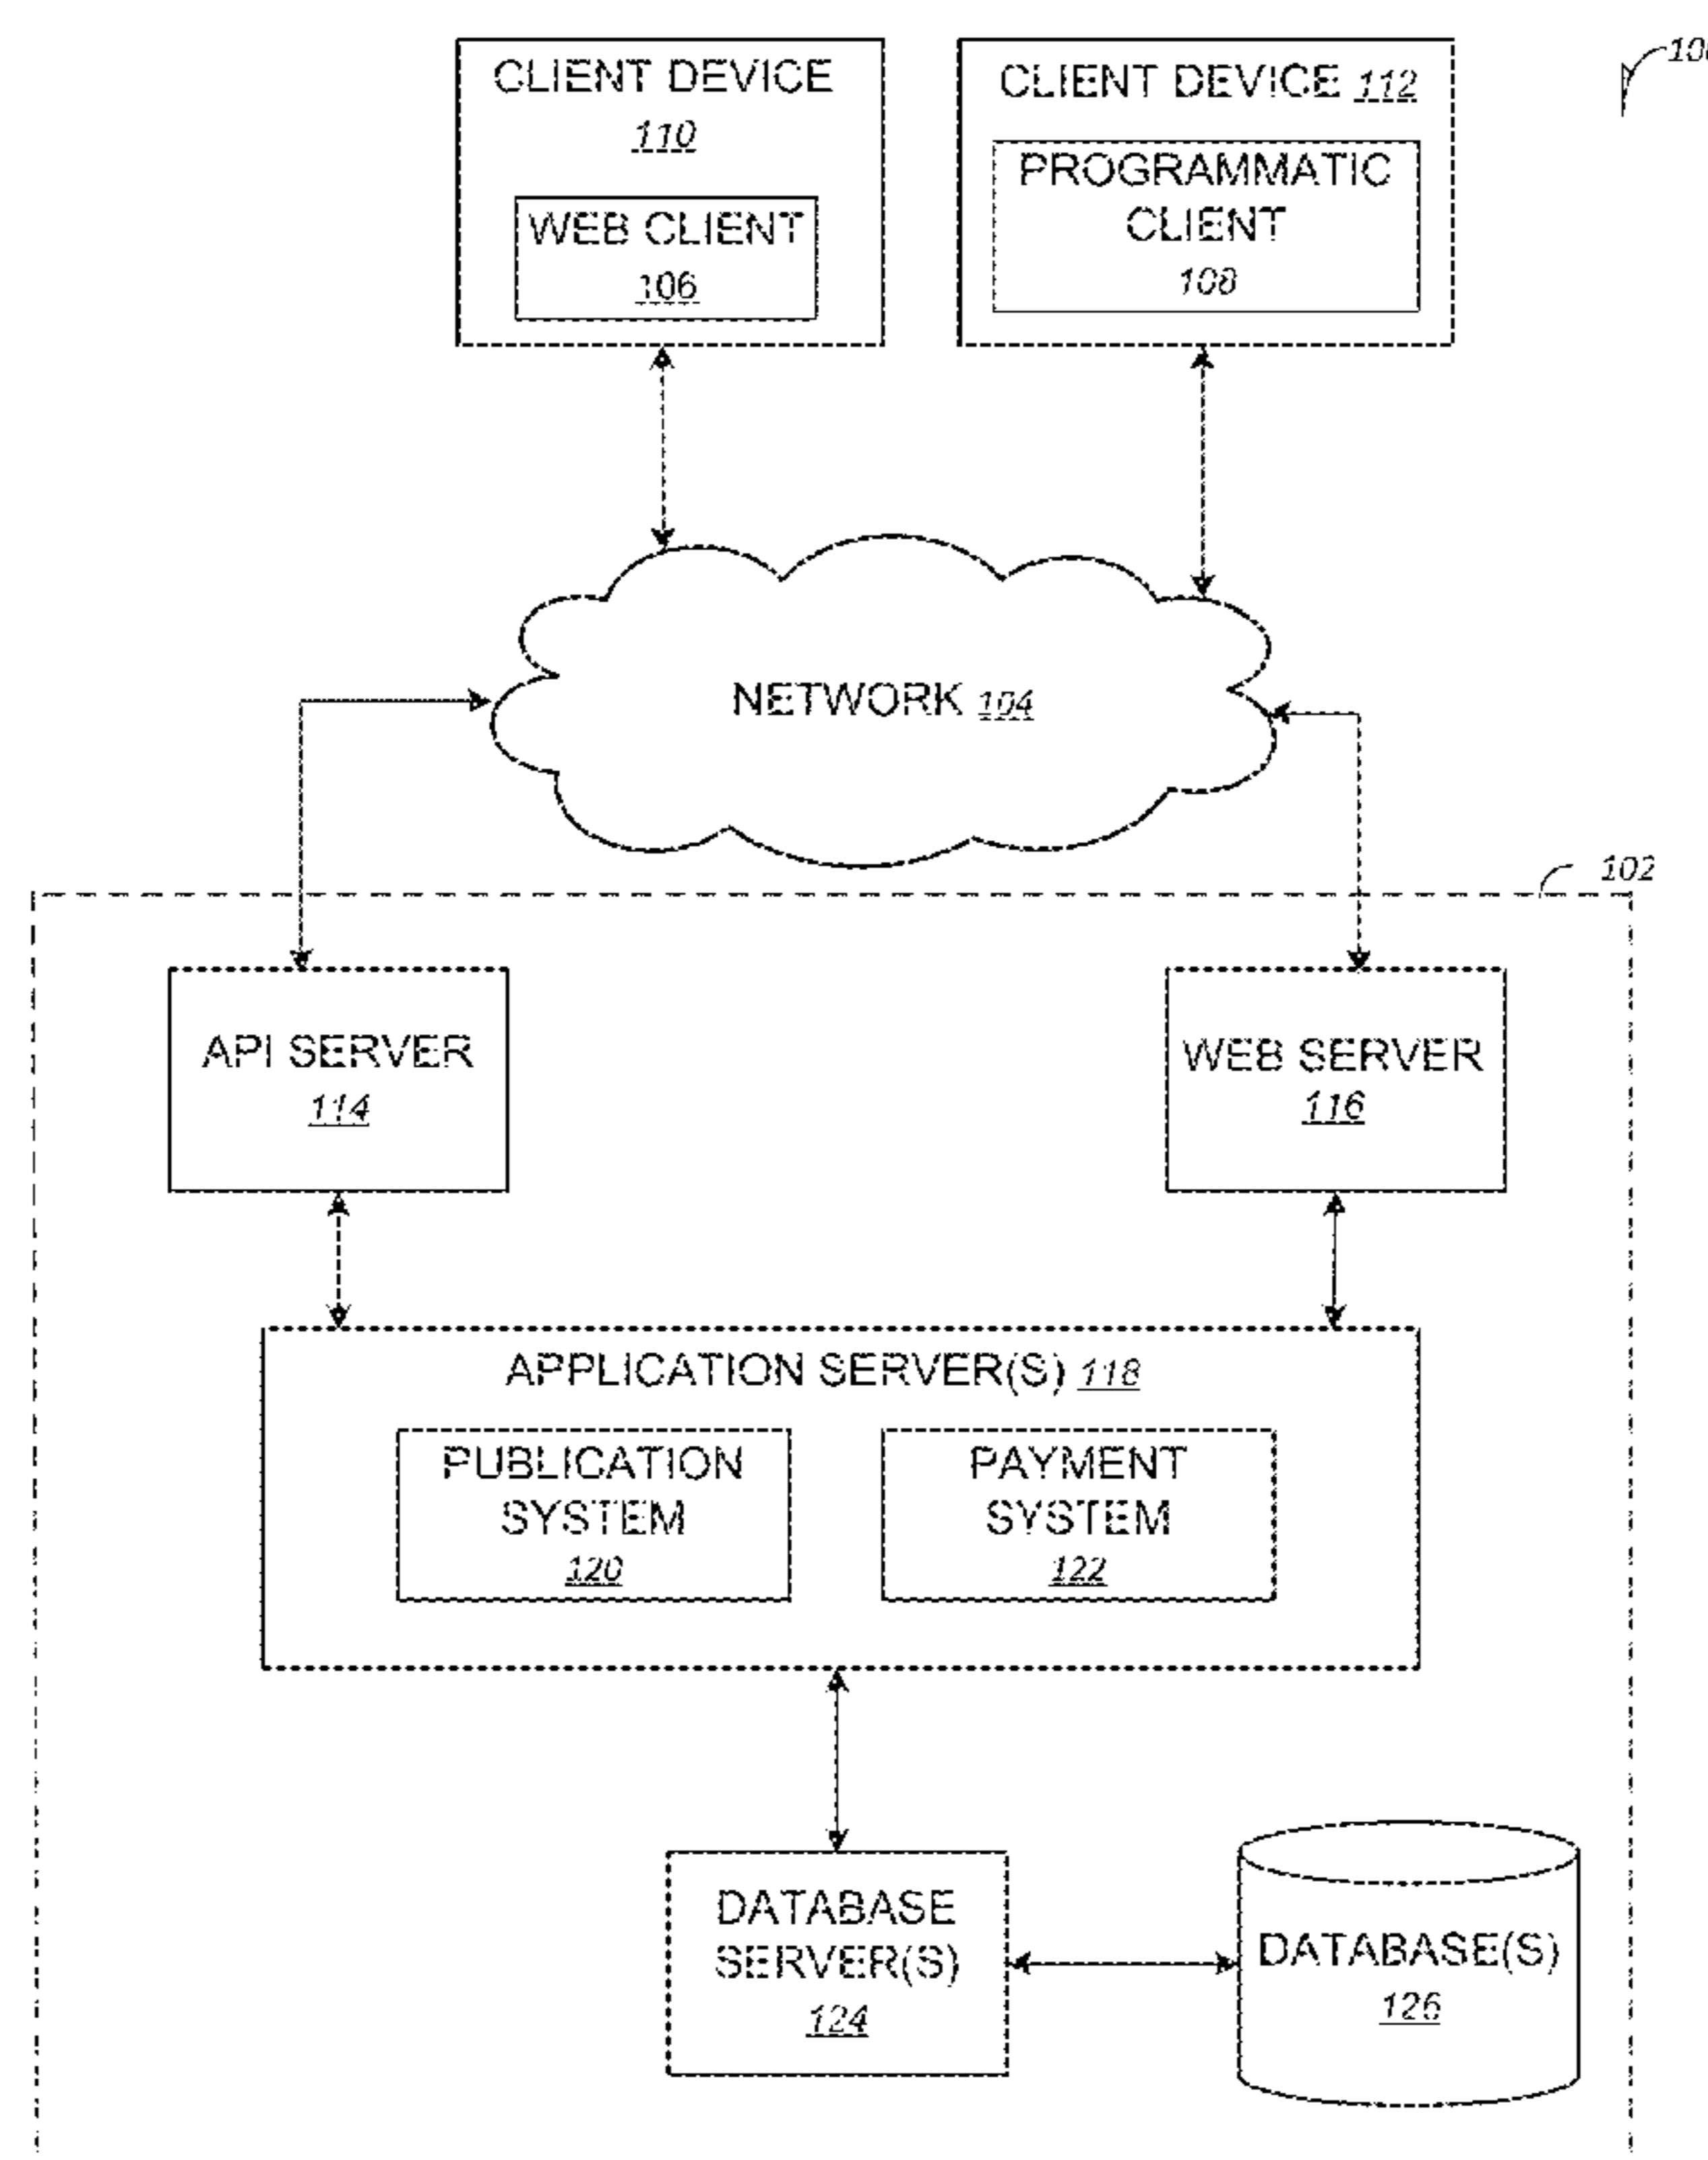 CLIENT DEVICE
110
WEB CLIENT
106
CLIENT DEVICE 112
PROGRAMMATIC
CLIENT
108
NETWORK 104
102
API SERVER
114
WEB SERVER
116
APPLICATION SERVER(S) 118
PUBLICATION
SYSTEM
120
PAYMENT
SYSTEM
122
DATABASE
SERVER(S)
124
DATABASE(S)
126